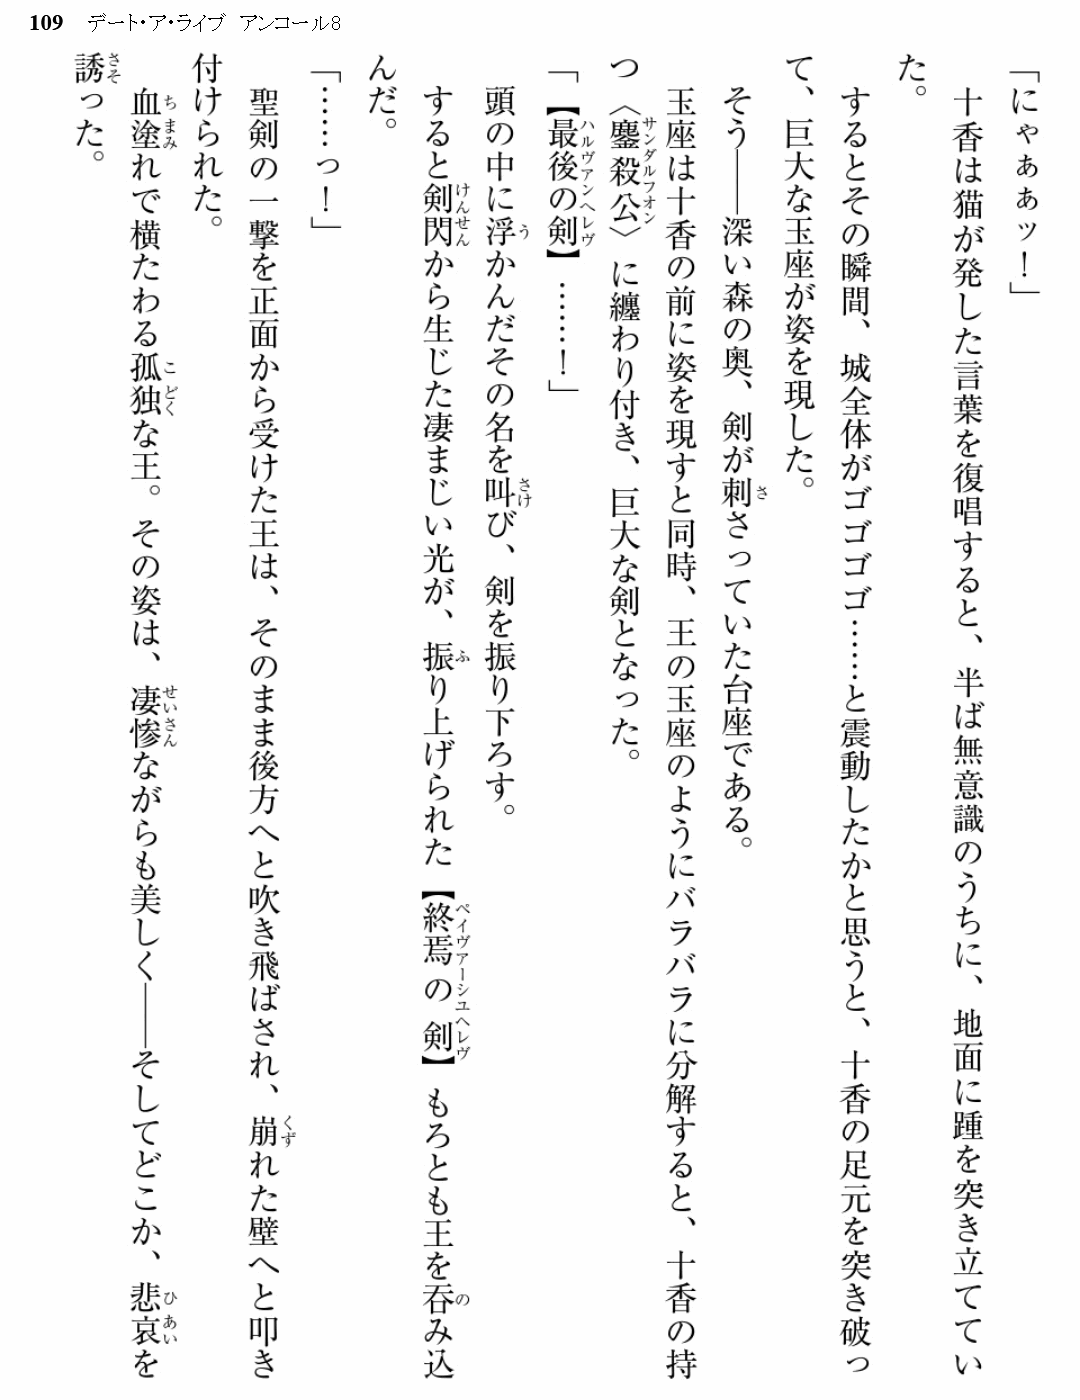 109 デート・ア・ライブ アンコール8
「にゃぁぁッ！」
十香は猫が発した言葉を復唱すると、半ば無意識のうちに、地面に踵を突き立ててい
た。
するとその瞬間、城全体がゴゴゴゴ……と震動したかと思うと、十香の足元を突き破っ
て、巨大な玉座が姿を現した。
そう――深い森の奥、剣が刺さっていた台座である。
玉座は十香の前に姿を現すと同時、王の玉座のようにバラバラに分解すると、十香の持
つ〈鏖殺公〉に纏わり付き、巨大な剣となった。
「【最後の剣】……！」
頭の中に浮かんだその名を叫び、剣を振り下ろす。
すると剣閃から生じた凄まじい光が、振り上げられた【終焉の剣】もろとも王を呑み込
んだ。
「……っ！」
聖剣の一撃を正面から受けた王は、そのまま後方へと吹き飛ばされ、崩れた壁へと叩き
付けられた。
血塗れで横たわる孤独な王。その姿は、凄惨ながらも美しく――そしてどこか、悲哀を
誘った。